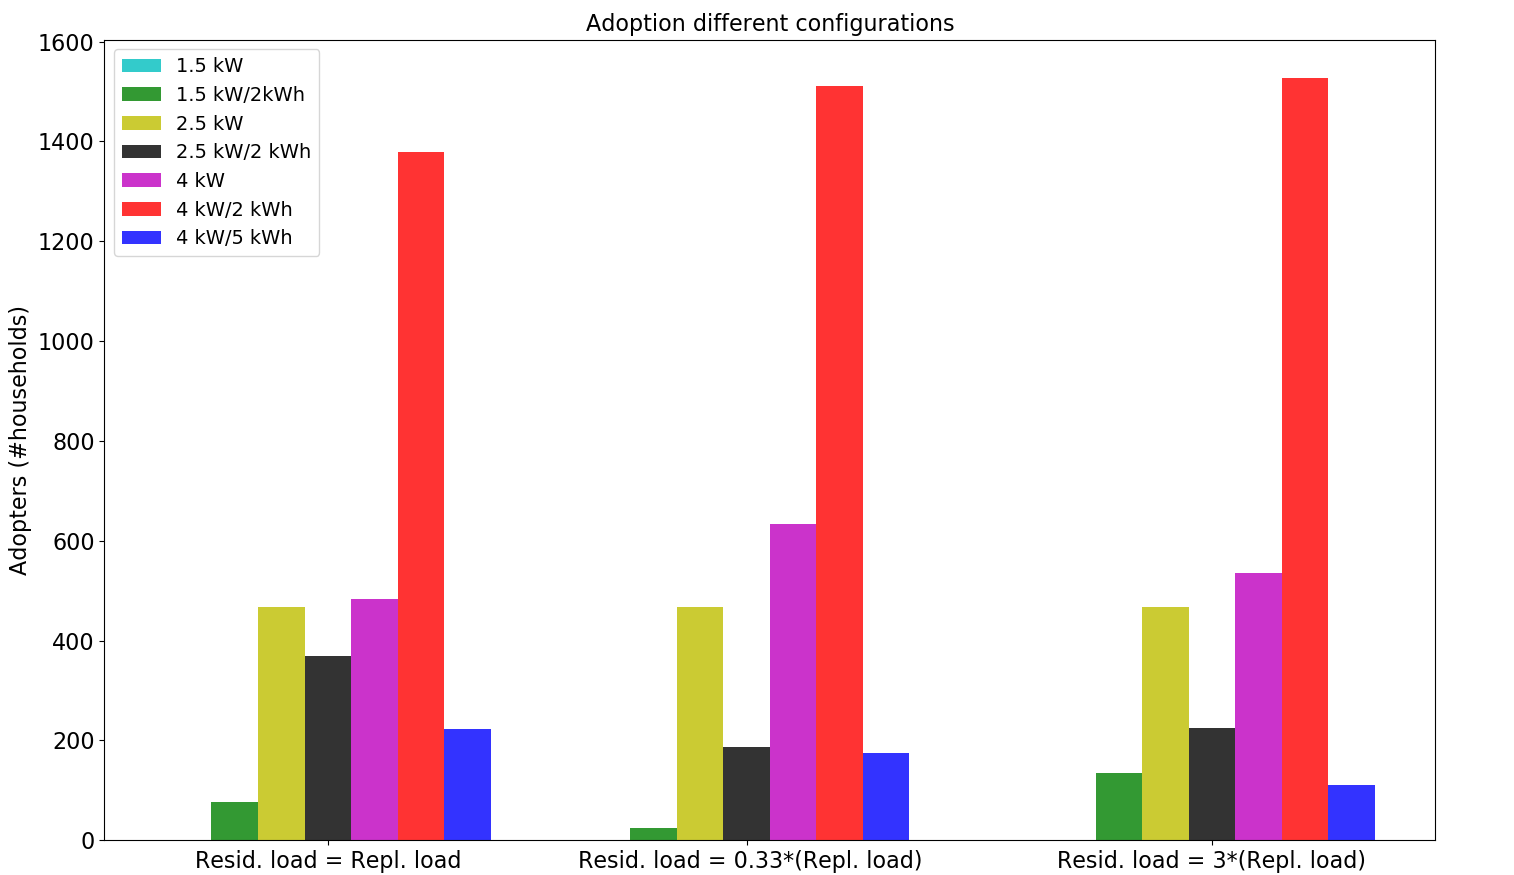 Adoption different configurations
1600
1400
1200
1000
800
600
400
200
0
Adopters (#households)
1.5 kW
1.5 kW/2kWh
2.5 kW
2.5 kW/2 kWh
4 kW
4 kW/2 kWh
4 kW/5 kWh
Resid. load = Repl. load
Resid. load = 0.33*(Repl. load)
Resid. load = 3*(Repl. load)